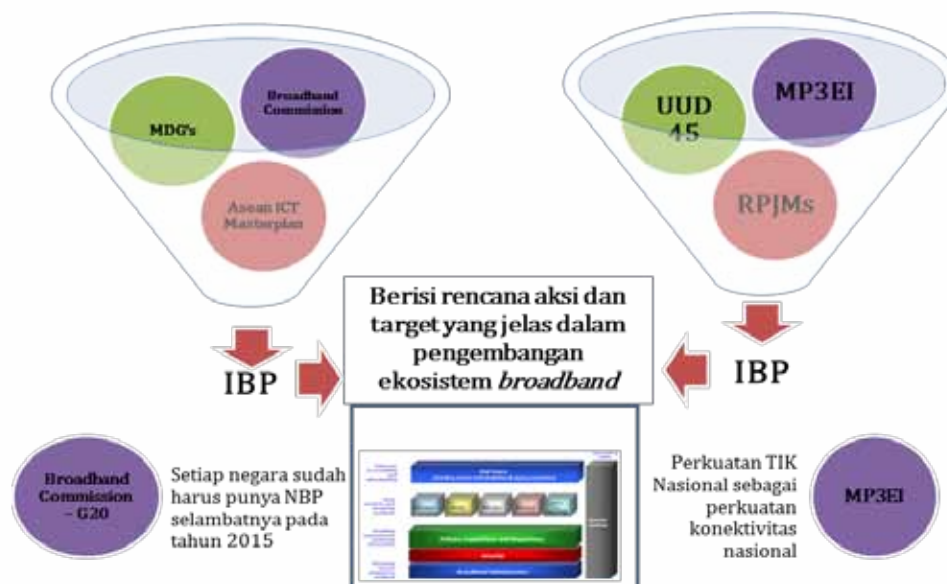 MDG's
Broadband
Commission
Asean ICT
Masterplan
UUD
45
MP3EI
RPJMs
IBP
Berisi rencana aksi dan
target yang jelas dalam
pengembangan
ekosistem broadband
IBP
Broadband
Commission
– G20
Setiap negara sudah
harus punya NBP
selambatnya pada
tahun 2015
Perkuatan TIK
Nasional sebagai
perkuatan
konektivitas
nasional
MP3EI